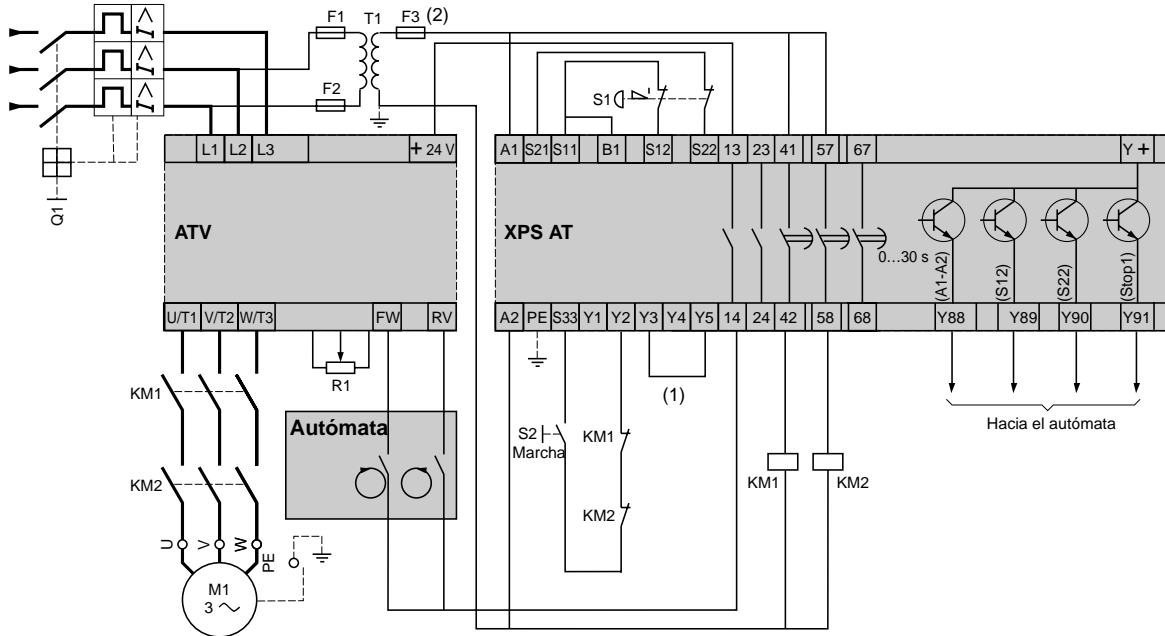 F1 T1 F3 (2)
F2
S1
L1 L2 L3 + 24 V
A1 S21 S11 B1 S12 S22 13 23 41 57 67 Y +
Q1
ATV
XPS AT
0…30 s
(A1-A2)
(S12)
(S22)
(Stop1)
U/T1 V/T2 W/T3 FW RV
A2 PE S33 Y1 Y2 Y3 Y4 Y5 14 24 42 58 68 Y88 Y89 Y90 Y91
R1
KM1
(1)
Hacia el autómata
Autómata
S2
Marcha
KM1
KM2
KM1 KM2
KM2
U V W PE
M1
3